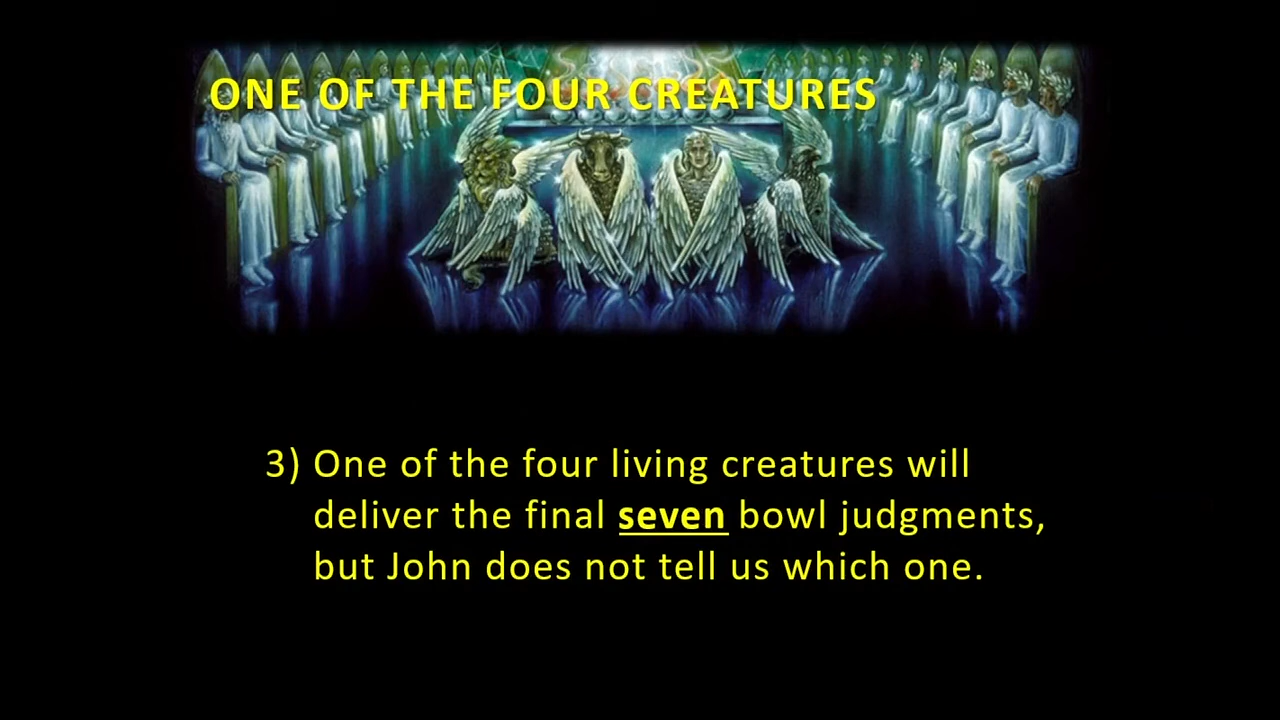 ONE OF THE FOUR CREATURES
3) One of the four living creatures will
deliver the final seven bowl judgments,
but John does not tell us which one.